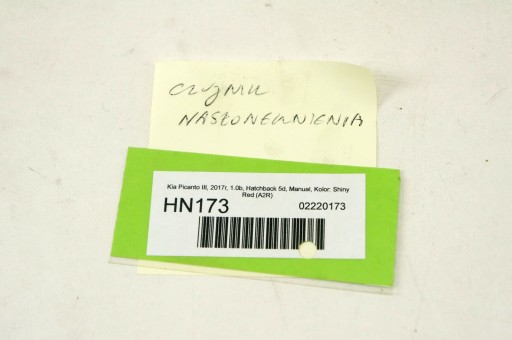 czujnik
NASŁONECZNIENIA
Kia Picanto III, 2017r, 1.0b, Hatchback 5d, Manual, Kolor: Shiny
Red (A2R)
HN173 02220173